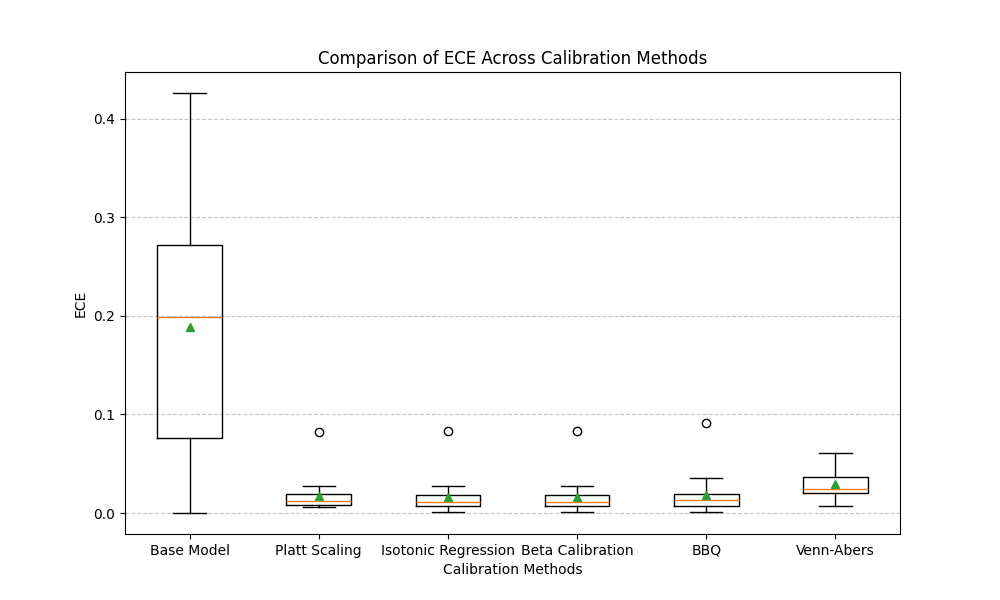 Comparison of ECE Across Calibration Methods
ECE
0.4
0.3
0.2
0.1
0.0
Base Model Platt Scaling Isotonic Regression Beta Calibration BBQ Venn-Abers
Calibration Methods